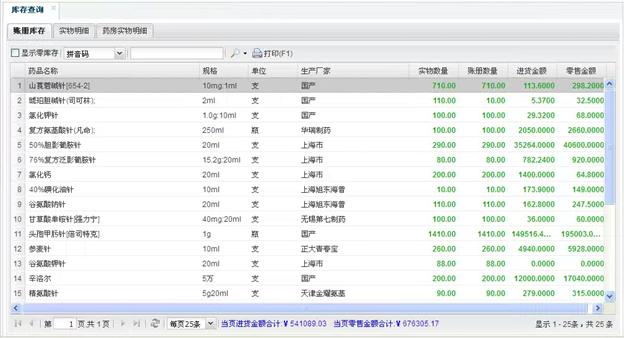 库存查询
账册库存 实物明细 药房实物明细
显示零库存 拼音码 打印(F1)
药品名称 规格 单位 生产厂家 实物数量 账册数量 进货金额 零售金额
1 山莨菪碱针[654-2] 10mg:1ml 支 国产 710.00 710.00 113.6000 298.2000
2 琥珀胆碱针(司可林); 2ml 支 国产 110.00 10.00 5.3700 32.5000
3 氯化钾针 1.0g:10ml 支 国产 100.00 100.00 29.3200 68.0000
4 复方氨基酸针(凡命); 250ml 瓶 华瑞制药 100.00 100.00 2050.0000 2660.0000
5 50%胆影葡胺针 20ml 支 上海市 290.00 290.00 35264.0000 40600.0000
6 76%复方泛影葡胺针 15.2g:20ml 支 上海市 80.00 80.00 782.2400 920.0000
7 氯化钙 20ml 支 上海市 200.00 200.00 1400.0000 64.8000
8 40%碘化油针 10ml 支 上海旭东海普 10.00 10.00 173.9000 149.0000
9 谷氨酸钠针 20ml 支 上海旭东海普 110.00 110.00 162.8000 247.5000
10 甘草酸单铵针[强力宁] 40mg:20ml 支 无锡第七制药 100.00 100.00 36.0000 60.0000
11 头孢甲肟针[倍司特克] 1g 支 国产 1410.00 1410.00 149516.4... 195003.0...
12 参麦针 10ml 支 正大青春宝 260.00 260.00 4940.0000 5928.0000
13 谷氨酸钾针 20ml 支 上海市 88.00 88.00 0.0000 0.0000
14 辛洛尔 5万 支 国产 200.00 200.00 12000.0000 17040.0000
15 精氨酸针 5g20ml 支 天津金耀氨基 90.00 90.00 279.0000 315.0000
第 1 页,共 1 页 每页25条 当页进货金额合计:¥ 541089.03 当页零售金额合计:¥ 676305.17 显示 1 - 25条，共 25 条